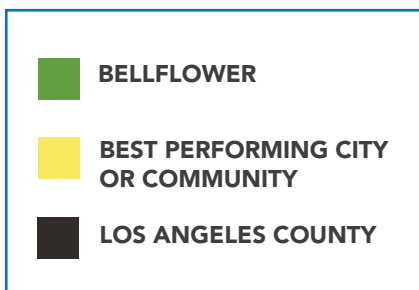 BELLFLOWER
BEST PERFORMING CITY
OR COMMUNITY
LOS ANGELES COUNTY